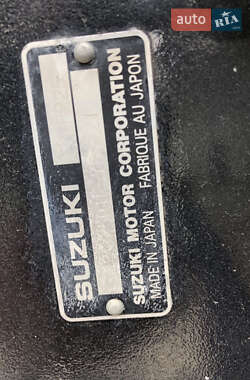 auto RIA
SUZUKI
SUZUKI MOTOR CORPORATION
MADE IN JAPAN FABRIQUE AU JAPON